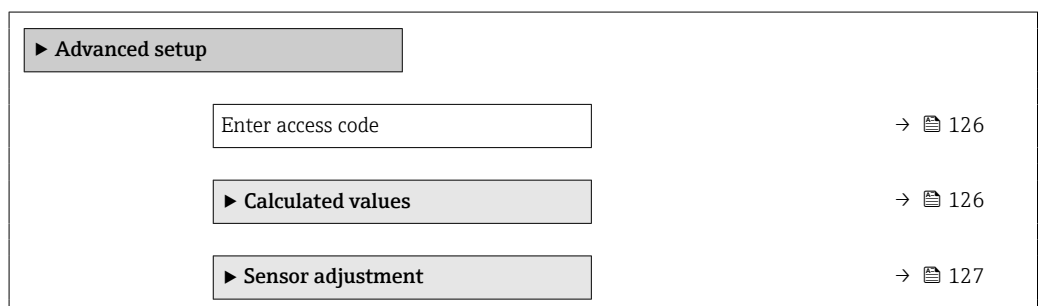 ▶ Advanced setup
Enter access code → 126
▶ Calculated values → 126
▶ Sensor adjustment → 127